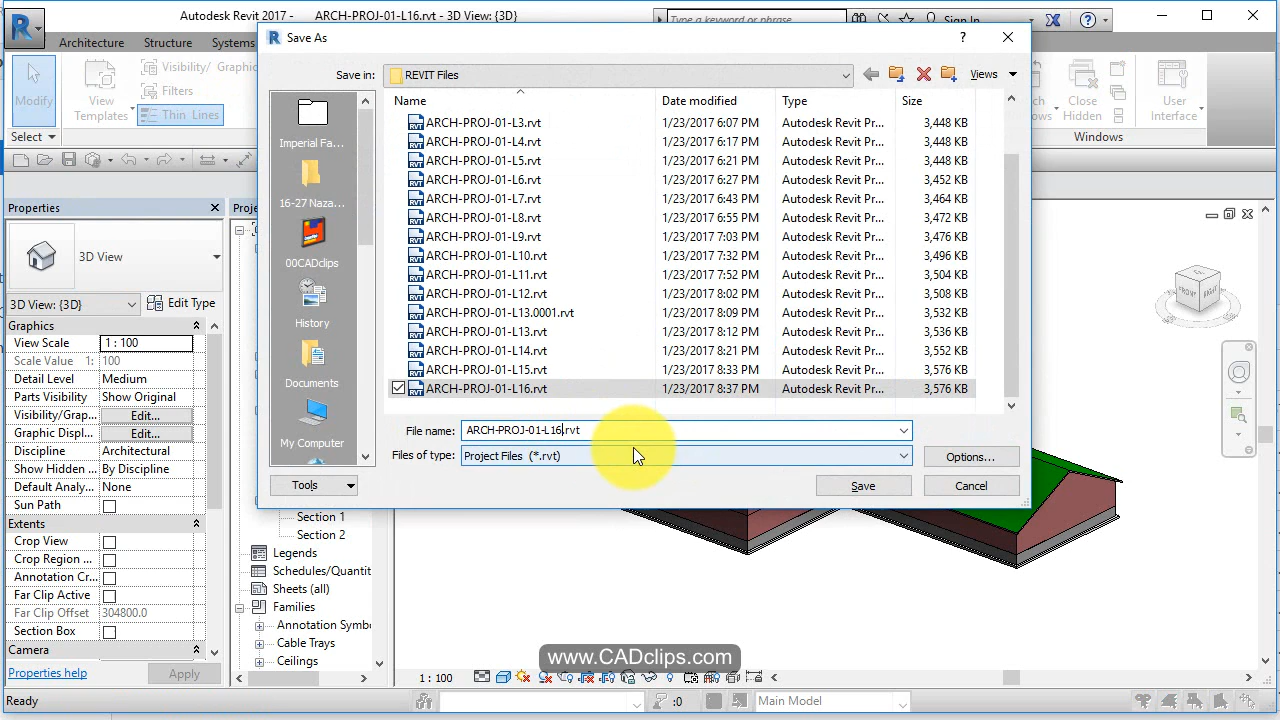 Autodesk Revit 2017 - ARCH-PROJ-01-L16.rvt - 3D View: {3D}
Type a keyword or phrase
Sign In
Save As
Architecture Structure Systems
Save in: REVIT Files Views
Name Date modified Type Size
Modify
View Templates
Visibility/ Graphic
Filters
Thin Lines
Close Hidden
User Interface
Select
Windows
Imperial Fa...
16-27 Naza...
00CADclips
History
Documents
My Computer
ARCH-PROJ-01-L3.rvt 1/23/2017 6:07 PM Autodesk Revit Pr... 3,448 KB
ARCH-PROJ-01-L4.rvt 1/23/2017 6:17 PM Autodesk Revit Pr... 3,448 KB
ARCH-PROJ-01-L5.rvt 1/23/2017 6:21 PM Autodesk Revit Pr... 3,448 KB
ARCH-PROJ-01-L6.rvt 1/23/2017 6:27 PM Autodesk Revit Pr... 3,452 KB
ARCH-PROJ-01-L7.rvt 1/23/2017 6:43 PM Autodesk Revit Pr... 3,464 KB
ARCH-PROJ-01-L8.rvt 1/23/2017 6:55 PM Autodesk Revit Pr... 3,472 KB
ARCH-PROJ-01-L9.rvt 1/23/2017 7:03 PM Autodesk Revit Pr... 3,476 KB
ARCH-PROJ-01-L10.rvt 1/23/2017 7:32 PM Autodesk Revit Pr... 3,496 KB
ARCH-PROJ-01-L11.rvt 1/23/2017 7:52 PM Autodesk Revit Pr... 3,504 KB
ARCH-PROJ-01-L12.rvt 1/23/2017 8:02 PM Autodesk Revit Pr... 3,508 KB
ARCH-PROJ-01-L13.0001.rvt 1/23/2017 8:09 PM Autodesk Revit Pr... 3,532 KB
ARCH-PROJ-01-L13.rvt 1/23/2017 8:12 PM Autodesk Revit Pr... 3,536 KB
ARCH-PROJ-01-L14.rvt 1/23/2017 8:21 PM Autodesk Revit Pr... 3,552 KB
ARCH-PROJ-01-L15.rvt 1/23/2017 8:33 PM Autodesk Revit Pr... 3,576 KB
ARCH-PROJ-01-L16.rvt 1/23/2017 8:37 PM Autodesk Revit Pr... 3,576 KB
File name: ARCH-PROJ-01-L16.rvt
Files of type: Project Files (*.rvt) Options...
Tools Save Cancel
Properties
Proje
3D View
3D View: {3D} Edit Type
Graphics
View Scale 1 : 100
Scale Value 1: 100
Detail Level Medium
Parts Visibility Show Original
Visibility/Grap... Edit...
Graphic Displ... Edit...
Discipline Architectural
Show Hidden ... By Discipline
Default Analy... None
Sun Path
Extents
Crop View
Crop Region ...
Annotation Cr...
Far Clip Active
Far Clip Offset 304800.0
Section Box
Camera
Properties help Apply
Section 1
Section 2
Legends
Schedules/Quantit
Sheets (all)
Families
Annotation Symbo
Cable Trays
Ceilings
FRONT
www.CADclips.com
1 : 100
Ready :0 Main Model